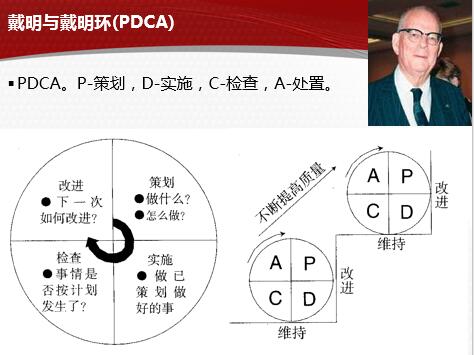 戴明与戴明环(PDCA)
▪PDCA。P-策划，D-实施，C-检查，A-处置。
改进
●下一次
如何改进？
策划
●做什么？
●怎么做？
检查
●事情是
否按计划
发生了？
实施
●做已
策划做
好的事
不断提高质量
A P
C D
改进
维持
A P
C D
改进
维持